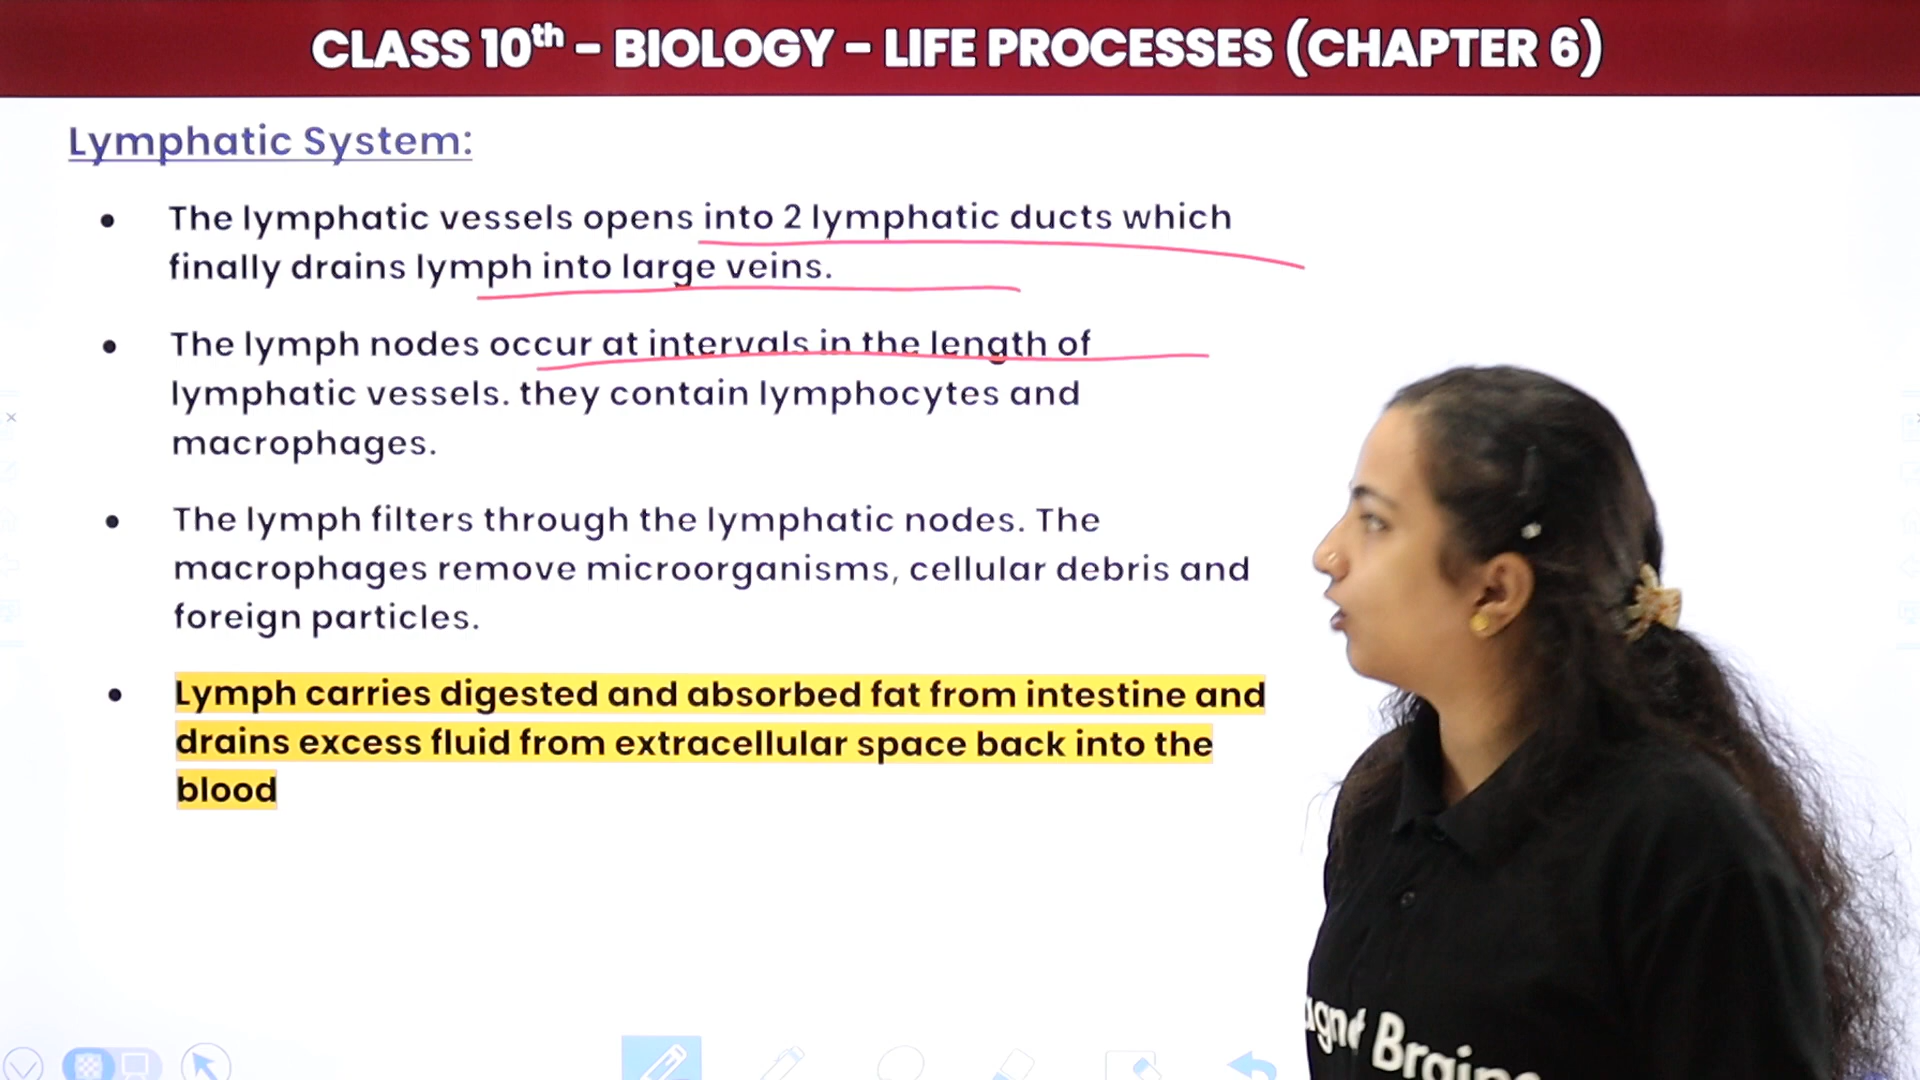 CLASS 10th – BIOLOGY – LIFE PROCESSES (CHAPTER 6)
Lymphatic System:
• The lymphatic vessels opens into 2 lymphatic ducts which
finally drains lymph into large veins.
• The lymph nodes occur at intervals in the length of
lymphatic vessels. they contain lymphocytes and
macrophages.
• The lymph filters through the lymphatic nodes. The
macrophages remove microorganisms, cellular debris and
foreign particles.
• Lymph carries digested and absorbed fat from intestine and
drains excess fluid from extracellular space back into the
blood